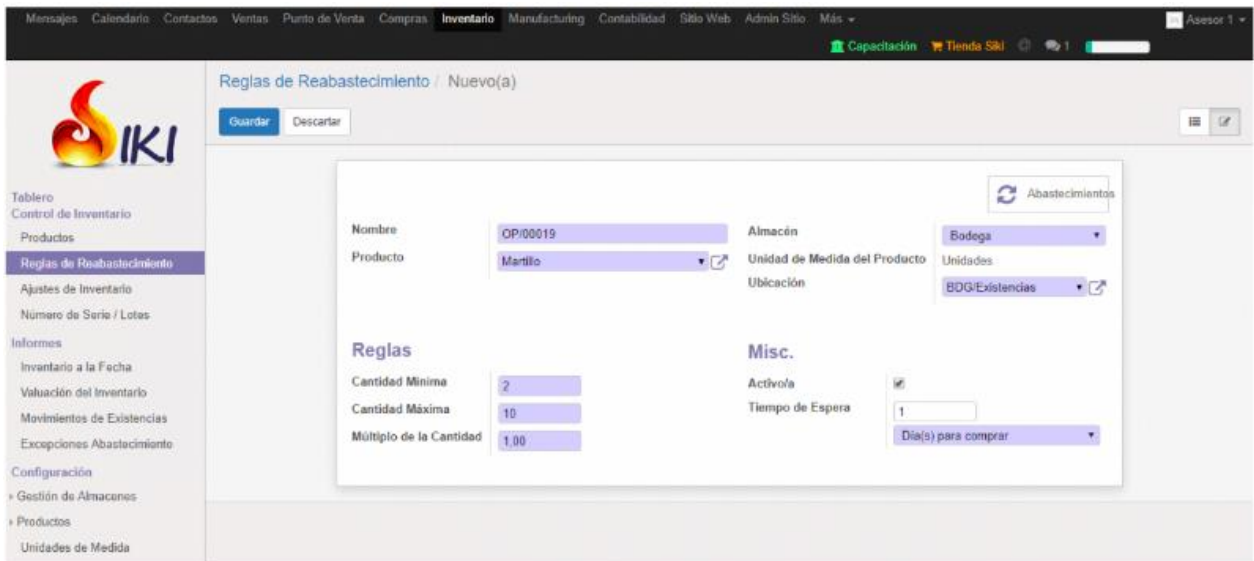 Mensajes Calendario Contactos Ventas Punto de Venta Compras Inventario Manufacturing Contabilidad Sitio Web Admin Sitio Más
Asesor 1
Capacitación Tienda Siki 1
SIKI
Reglas de Reabastecimiento / Nuevo(a)
Guardar Descartar
Tablero
Control de Inventario
Productos
Reglas de Reabastecimiento
Ajustes de Inventario
Número de Serie / Lotes
Informes
Inventario a la Fecha
Valuación del Inventario
Movimientos de Existencias
Excepciones Abastecimiento
Configuración
Gestión de Almacenes
Productos
Unidades de Medida
Abastecimientos
Nombre OP/00019
Producto Martillo
Almacén Bodega
Unidad de Medida del Producto Unidades
Ubicación BDG/Existencias
Reglas
Cantidad Mínima 2
Cantidad Máxima 10
Múltiplo de la Cantidad 1,00
Misc.
Activo/a
Tiempo de Espera 1
Día(s) para comprar